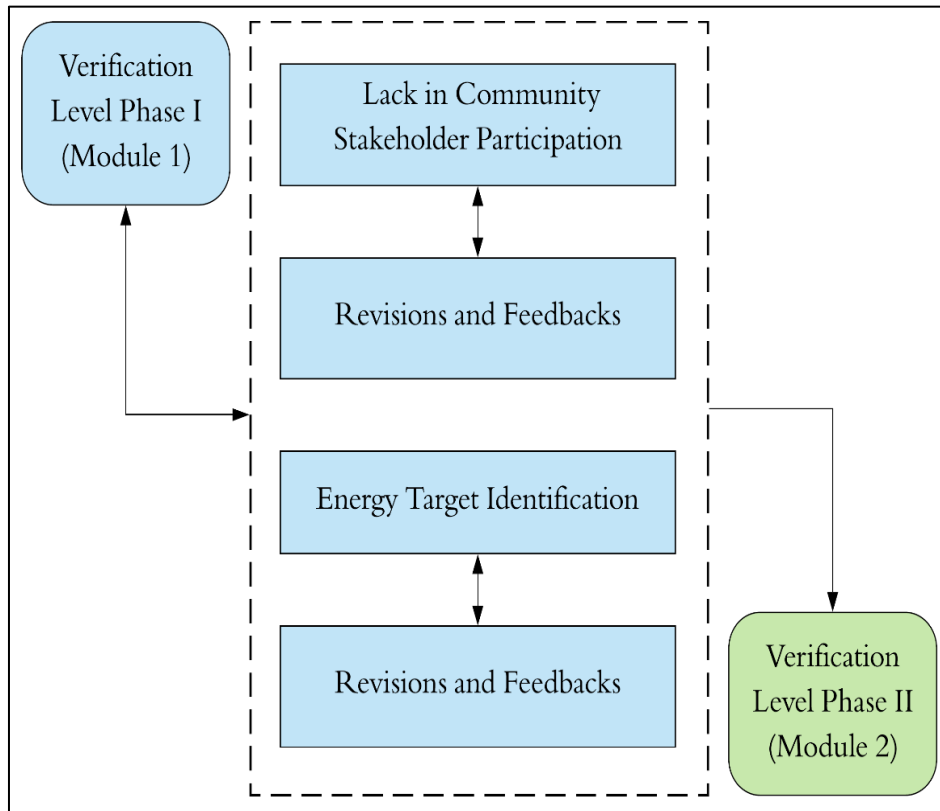 Verification
Level Phase I
(Module 1)
Lack in Community
Stakeholder Participation
Revisions and Feedbacks
Energy Target Identification
Revisions and Feedbacks
Verification
Level Phase II
(Module 2)